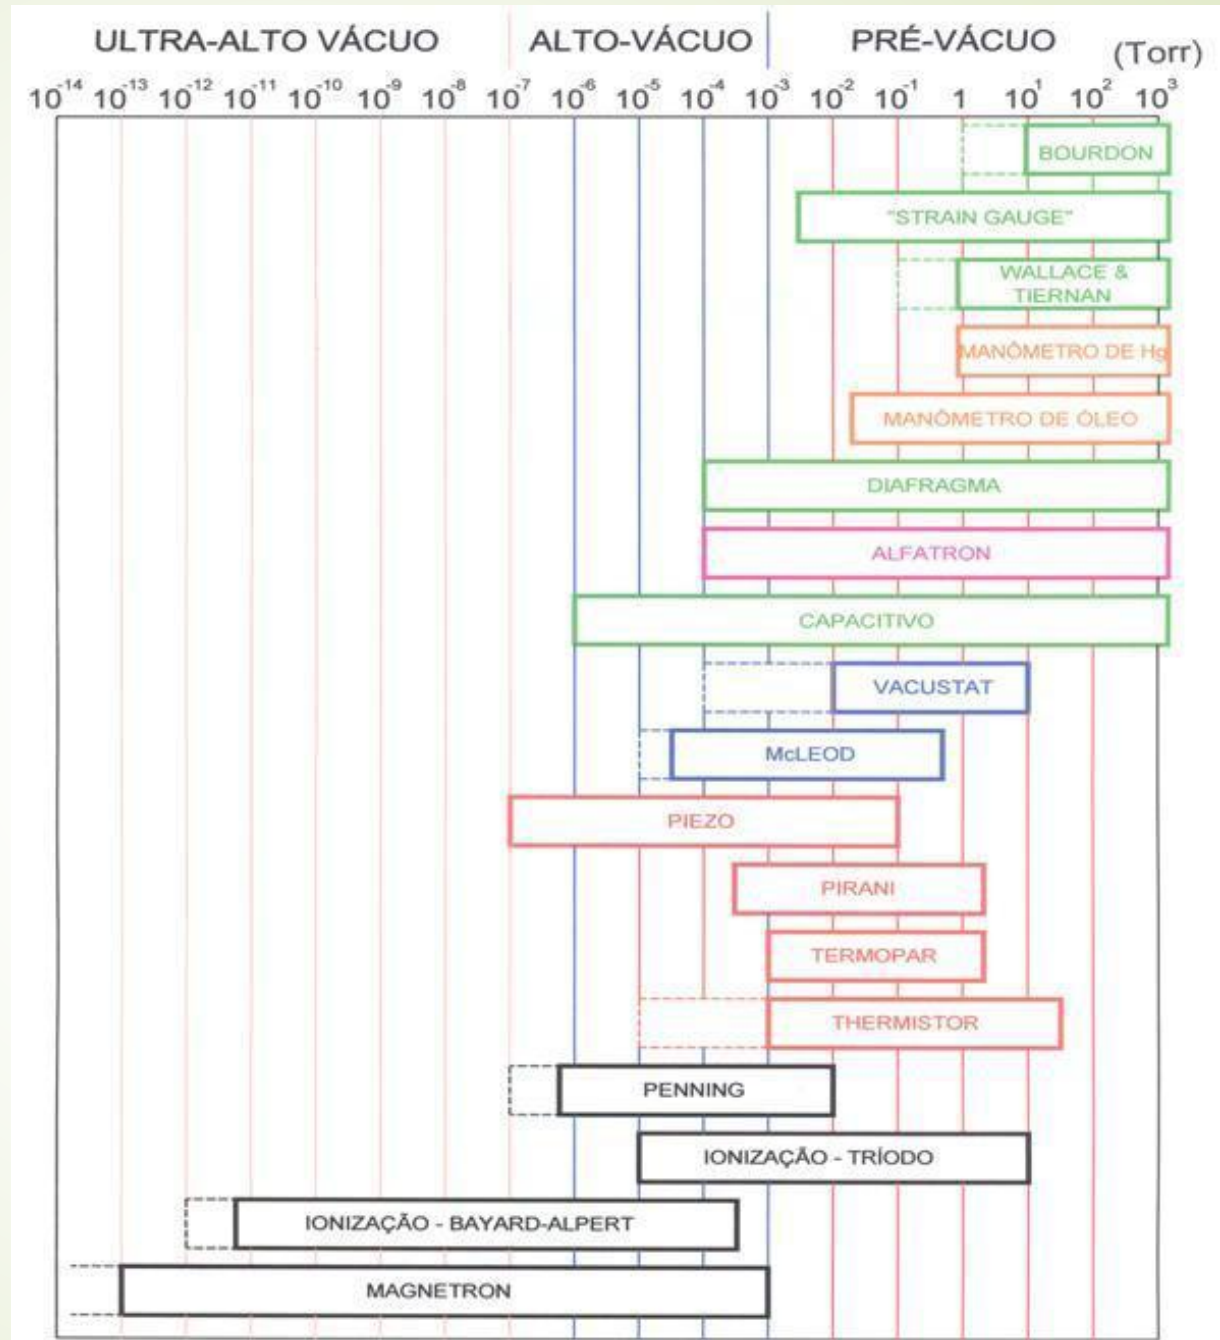 ULTRA-ALTO VÁCUO ALTO-VÁCUO PRÉ-VÁCUO (Torr)
10⁻¹⁴ 10⁻¹³ 10⁻¹² 10⁻¹¹ 10⁻¹⁰ 10⁻⁹ 10⁻⁸ 10⁻⁷ 10⁻⁶ 10⁻⁵ 10⁻⁴ 10⁻³ 10⁻² 10⁻¹ 1 10¹ 10² 10³
BOURDON
"STRAIN GAUGE"
WALLACE &
TIERNAN
MANÔMETRO DE Hg
MANÔMETRO DE ÓLEO
DIAFRAGMA
ALFATRON
CAPACITIVO
VACUSTAT
McLEOD
PIEZO
PIRANI
TERMOPAR
THERMISTOR
PENNING
IONIZAÇÃO - TRÍODO
IONIZAÇÃO - BAYARD-ALPERT
MAGNETRON